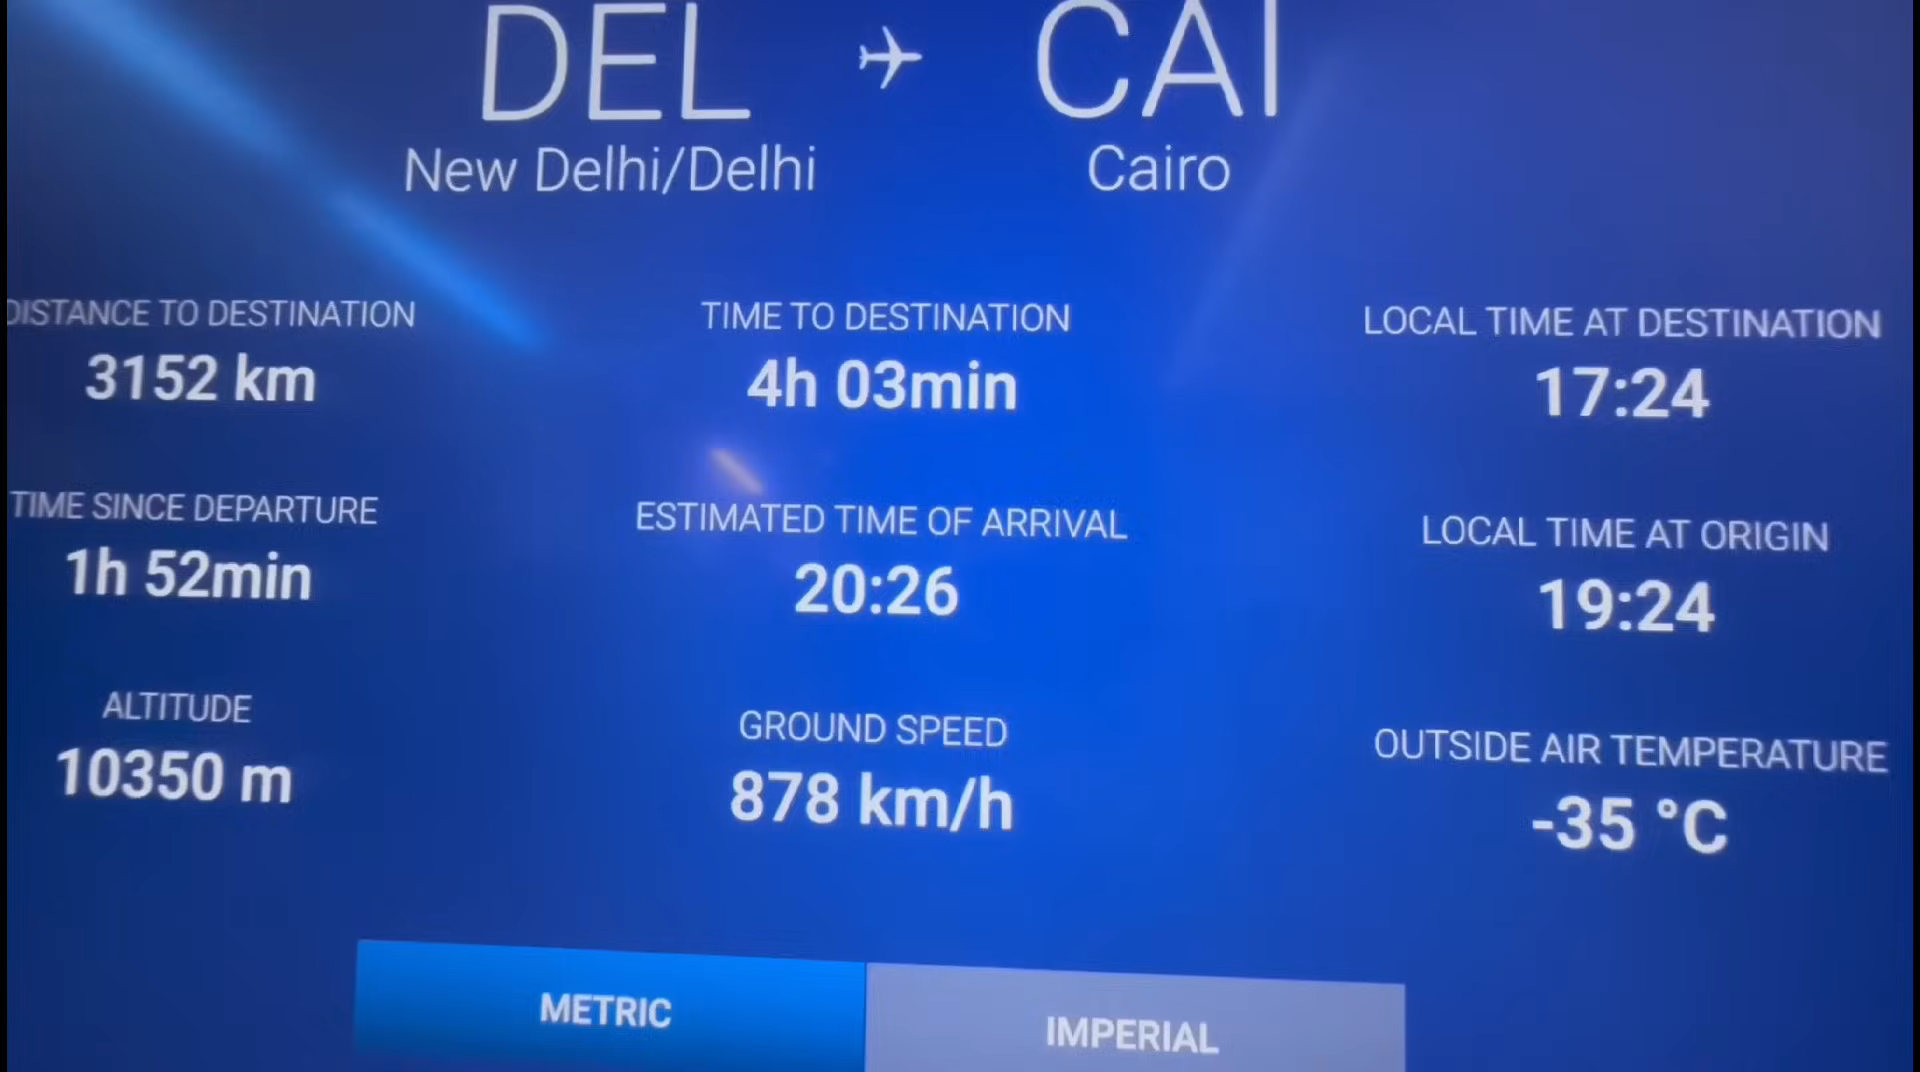 DEL CAI
New Delhi/Delhi Cairo
DISTANCE TO DESTINATION
3152 km
TIME TO DESTINATION
4h 03min
LOCAL TIME AT DESTINATION
17:24
TIME SINCE DEPARTURE
1h 52min
ESTIMATED TIME OF ARRIVAL
20:26
LOCAL TIME AT ORIGIN
19:24
ALTITUDE
10350 m
GROUND SPEED
878 km/h
OUTSIDE AIR TEMPERATURE
-35 °C
METRIC
IMPERIAL